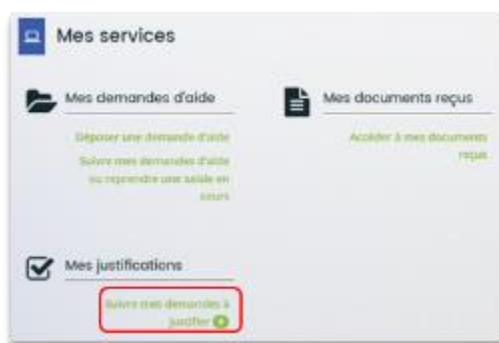 Mes services
Mes demandes d'aide
Déposer une demande d'aide
Suivre mes demandes d'aide
ou reprendre une saisie en
cours
Mes documents reçus
Accéder à mes documents
reçus
Mes justifications
Suivre mes demandes à
justifier